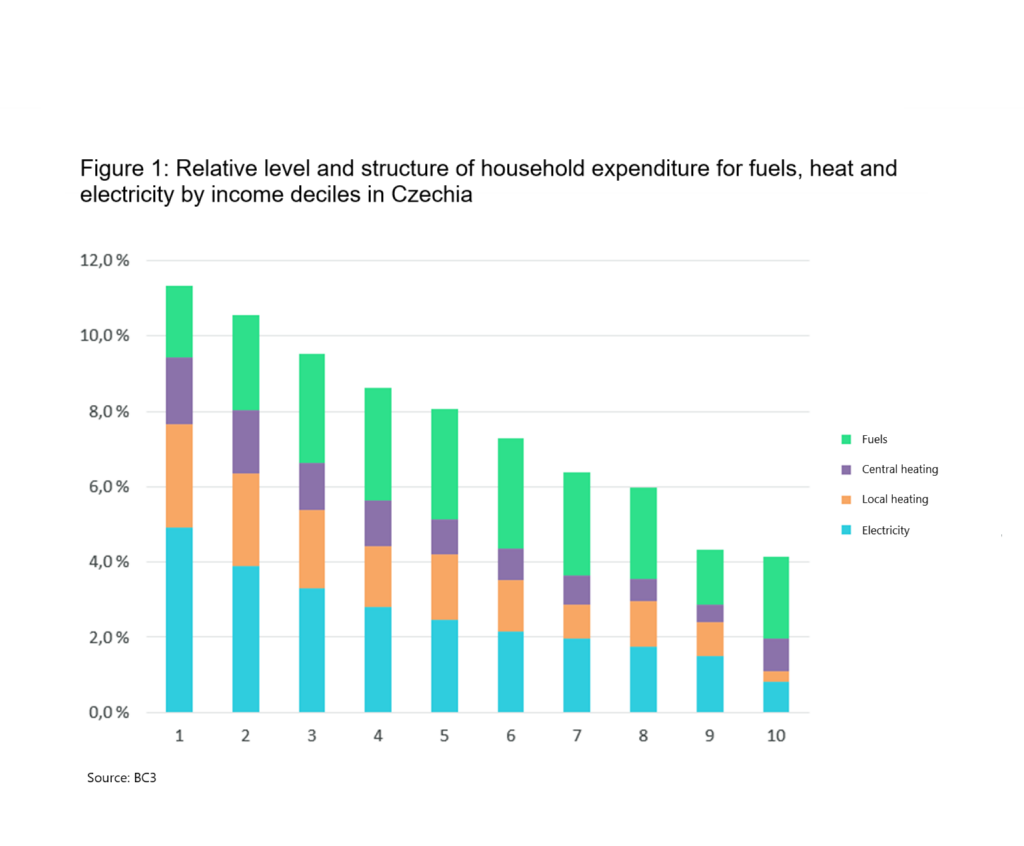 Figure 1: Relative level and structure of household expenditure for fuels, heat and
electricity by income deciles in Czechia
12,0 %
10,0 %
8,0 %
6,0 %
4,0 %
2,0 %
0,0 %
1 2 3 4 5 6 7 8 9 10
Fuels
Central heating
Local heating
Electricity
Source: BC3